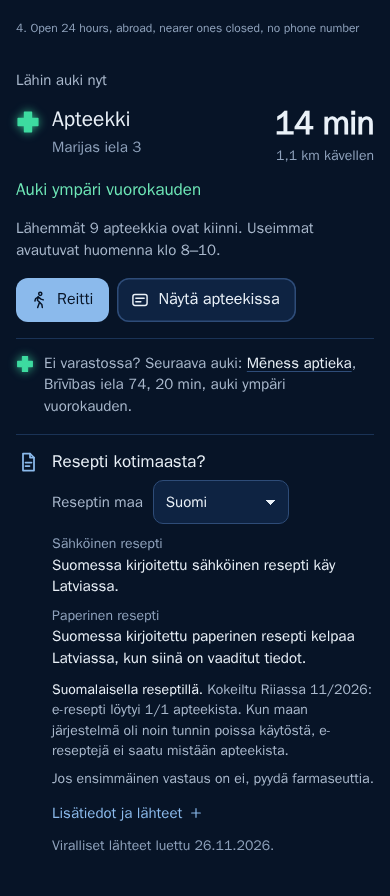 4. Open 24 hours, abroad, nearer ones closed, no phone number
Lähin auki nyt
Apteekki
14 min
Marijas iela 3
1,1 km kävellen
Auki ympäri vuorokauden
Lähemmät 9 apteekkia ovat kiinni. Useimmat
avautuvat huomenna klo 8–10.
Reitti
Näytä apteekissa
Ei varastossa? Seuraava auki: Mēness aptieka,
Brīvības iela 74, 20 min, auki ympäri
vuorokauden.
Resepti kotimaasta?
Reseptin maa
Suomi
Sähköinen resepti
Suomessa kirjoitettu sähköinen resepti käy
Latviassa.
Paperinen resepti
Suomessa kirjoitettu paperinen resepti kelpaa
Latviassa, kun siinä on vaaditut tiedot.
Suomalaisella reseptillä. Kokeiltu Riiassa 11/2026:
e-resepti löytyi 1/1 apteekista. Kun maan
järjestelmä oli noin tunnin poissa käytöstä, e-
reseptejä ei saatu mistään apteekista.
Jos ensimmäinen vastaus on ei, pyydä farmaseuttia.
Lisätiedot ja lähteet +
Viralliset lähteet luettu 26.11.2026.